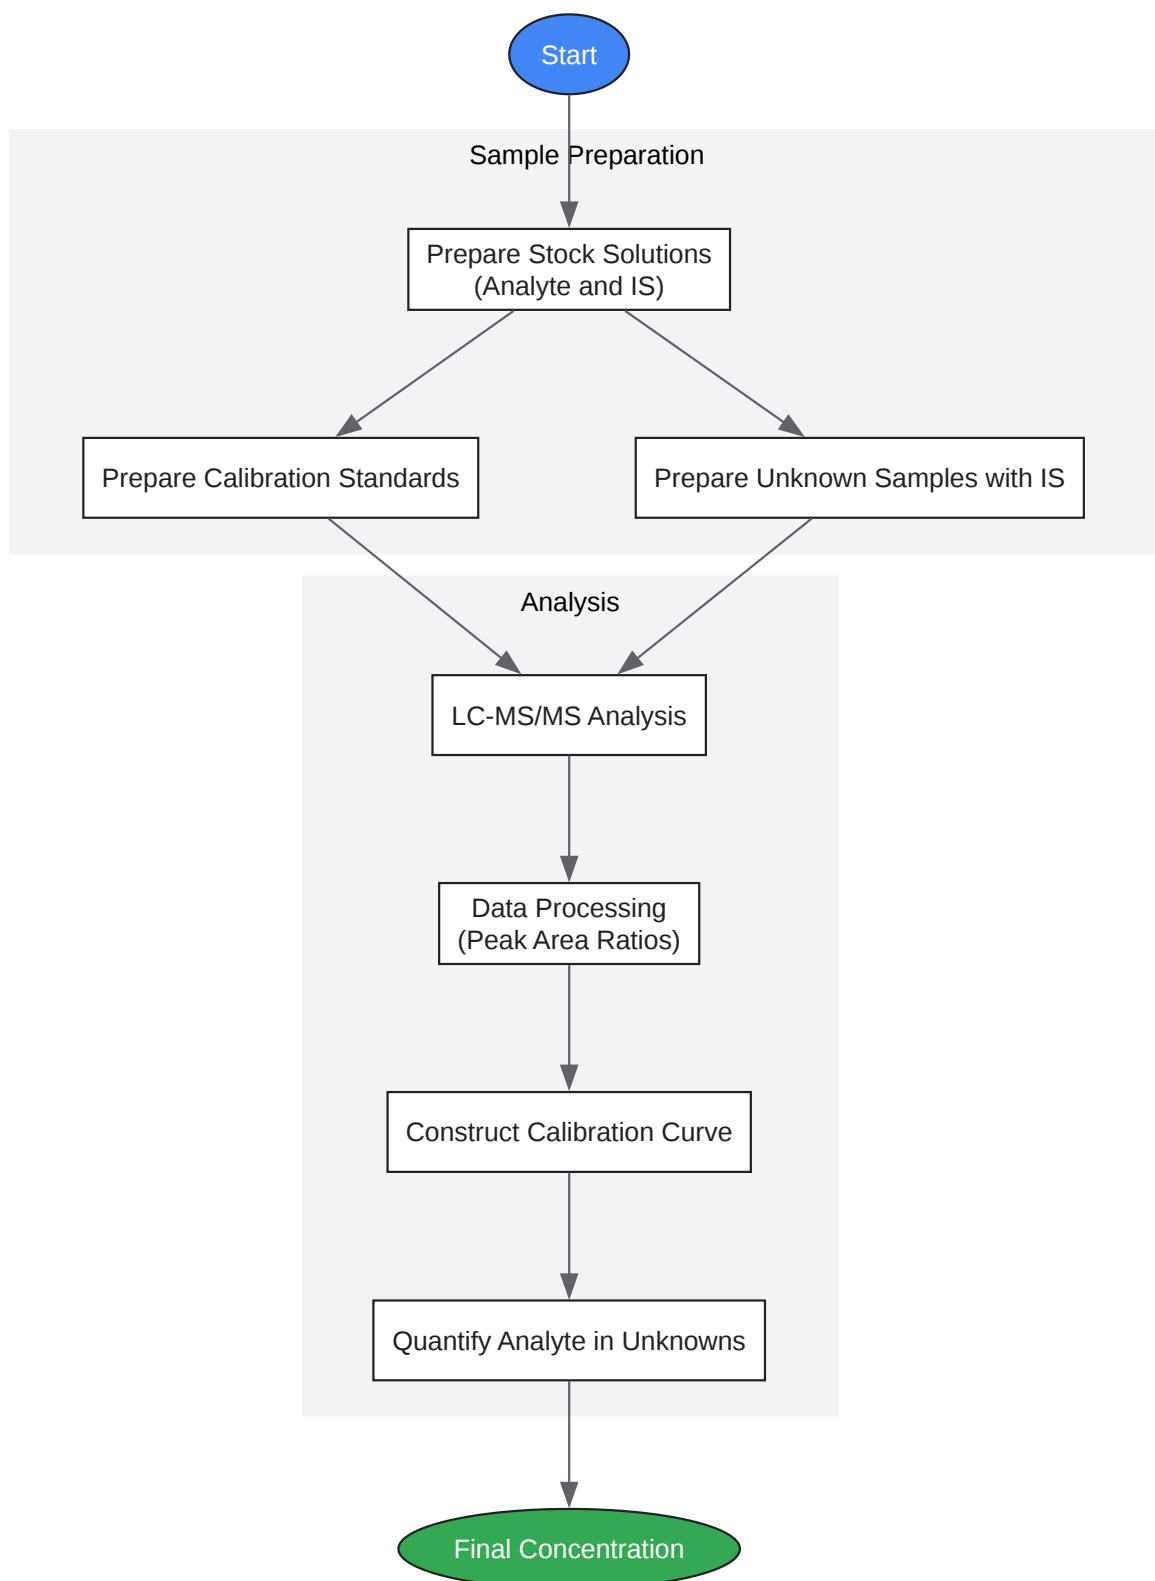 Start
Sample Preparation
Prepare Stock Solutions
(Analyte and IS)
Prepare Calibration Standards
Prepare Unknown Samples with IS
Analysis
LC-MS/MS Analysis
Data Processing
(Peak Area Ratios)
Construct Calibration Curve
Quantify Analyte in Unknowns
Final Concentration